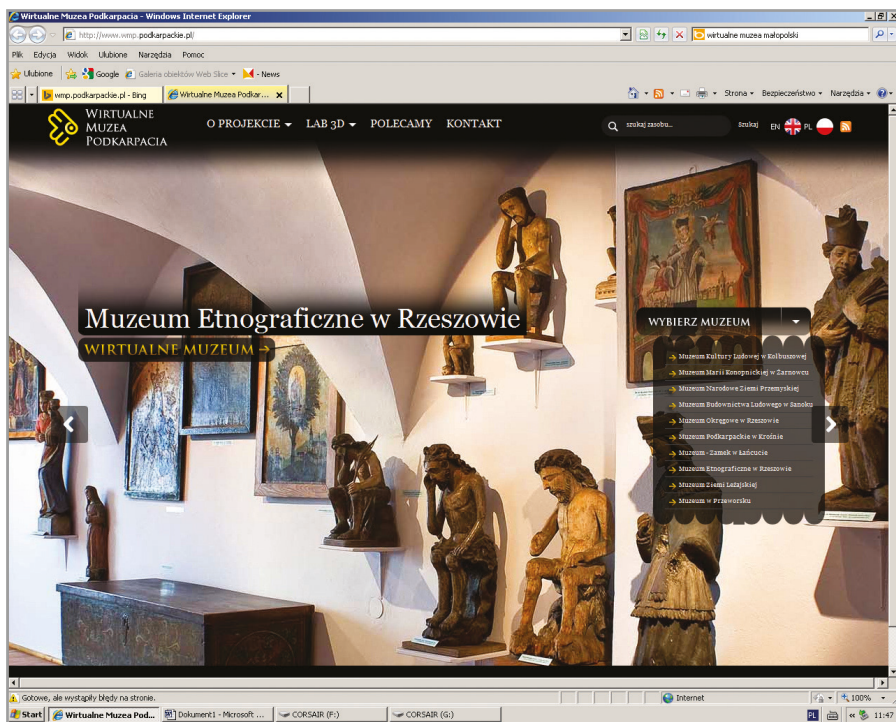 Wirtualne Muzea Podkarpacia - Windows Internet Explorer
http://www.wmp.podkarpackie.pl/
wirtualne muzea małopolski
Plik Edycja Widok Ulubione Narzędzia Pomoc
Ulubione Google Galeria obiektów Web Slice - News
wmp.podkarpackie.pl - Bing Wirtualne Muzea Podkar... Strona Bezpieczeństwo Narzędzia
WIRTUALNE
MUZEA
PODKARPACIA
O PROJEKCIE LAB 3D POLECAMY KONTAKT
szukaj zasobu... Szukaj EN PL
Muzeum Etnograficzne w Rzeszowie
WIRTUALNE MUZEUM →
WYBIERZ MUZEUM
→ Muzeum Kultury Ludowej w Kolbuszowej
→ Muzeum Marii Konopnickiej w Żarnowcu
→ Muzeum Narodowe Ziemi Przemyskiej
→ Muzeum Budownictwa Ludowego w Sanoku
→ Muzeum Okręgowe w Rzeszowie
→ Muzeum Podkarpackie w Krośnie
→ Muzeum - Zamek w Łańcucie
→ Muzeum Etnograficzne w Rzeszowie
→ Muzeum Ziemi Leżajskiej
→ Muzeum w Przeworsku
Gotowe, ale wystąpiły błędy na stronie. Internet 100%
Start Wirtualne Muzea Pod... Dokument1 - Microsoft ... CORSAIR (F:) CORSAIR (G:) PL 11:47